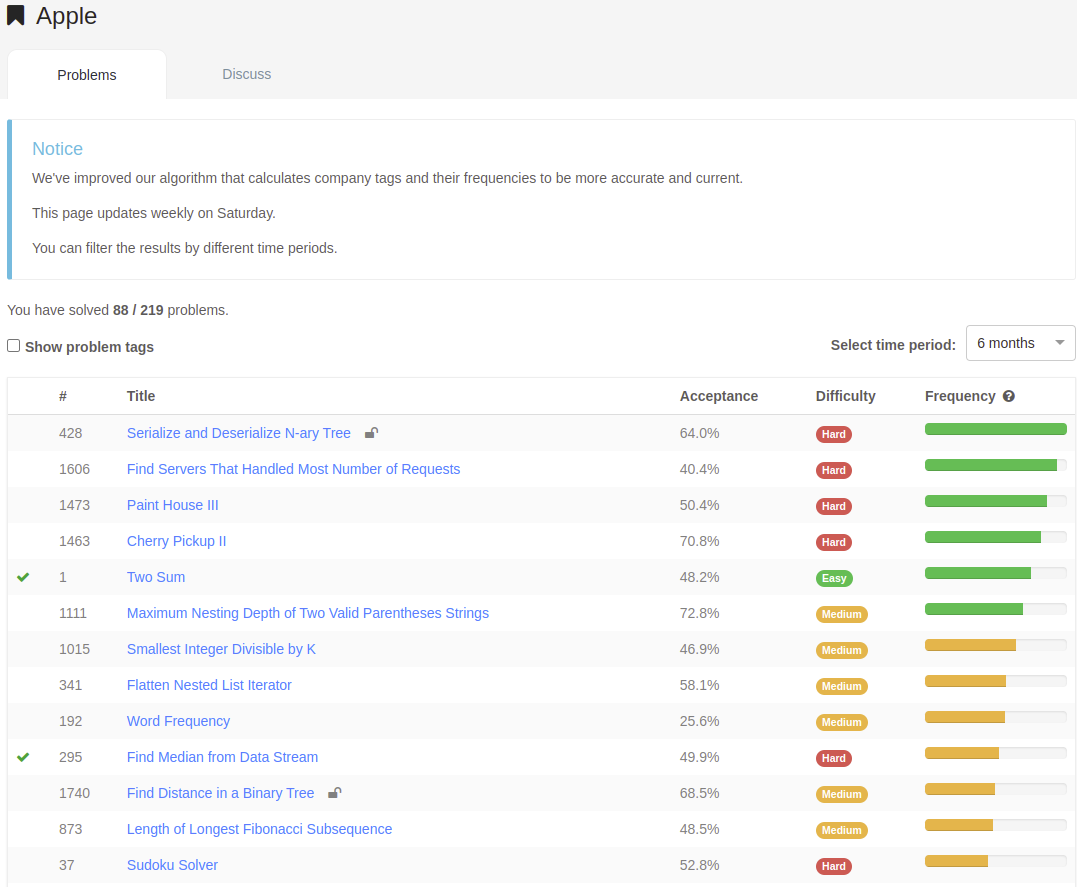 Apple
Problems Discuss
Notice
We've improved our algorithm that calculates company tags and their frequencies to be more accurate and current.
This page updates weekly on Saturday.
You can filter the results by different time periods.
You have solved 88 / 219 problems.
Show problem tags Select time period: 6 months
# Title Acceptance Difficulty Frequency ?
428 Serialize and Deserialize N-ary Tree 64.0% Hard
1606 Find Servers That Handled Most Number of Requests 40.4% Hard
1473 Paint House III 50.4% Hard
1463 Cherry Pickup II 70.8% Hard
1 Two Sum 48.2% Easy
1111 Maximum Nesting Depth of Two Valid Parentheses Strings 72.8% Medium
1015 Smallest Integer Divisible by K 46.9% Medium
341 Flatten Nested List Iterator 58.1% Medium
192 Word Frequency 25.6% Medium
295 Find Median from Data Stream 49.9% Hard
1740 Find Distance in a Binary Tree 68.5% Medium
873 Length of Longest Fibonacci Subsequence 48.5% Medium
37 Sudoku Solver 52.8% Hard